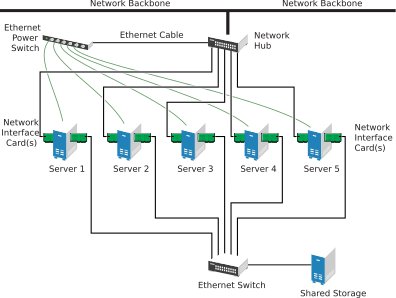 Network Backbone
Network Backbone
Ethernet
Power
Switch
Ethernet Cable
Network
Hub
Network
Interface
Card(s)
Network
Interface
Card(s)
Server 1
Server 2
Server 3
Server 4
Server 5
Ethernet Switch
Shared Storage